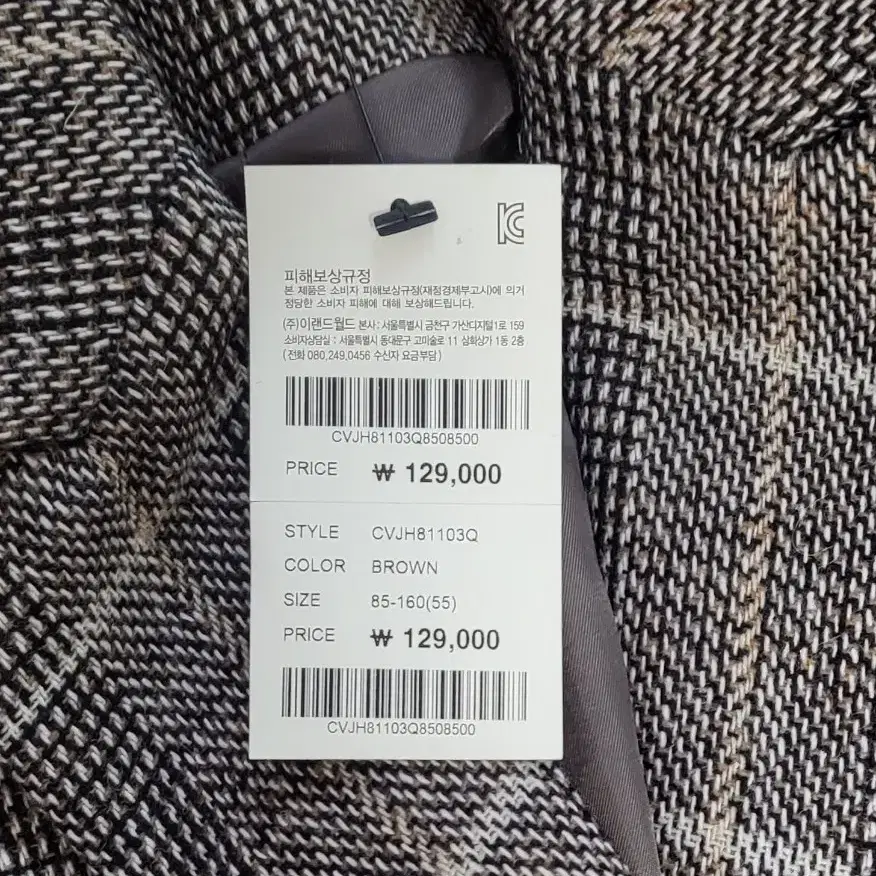 피해보상규정
본 제품은 소비자 피해보상규정(재정경제부고시)에 의거
정당한 소비자 피해에 대해 보상해드립니다.
(주)이랜드월드 본사 : 서울특별시 금천구 가산디지털1로 159
소비자상담실 : 서울특별시 동대문구 고미술로 11 삼희상가 1동 2층
( 전화 080,249,0456 수신자 요금부담 )
CVJH81103Q8508500
PRICE ₩ 129,000
STYLE CVJH81103Q
COLOR BROWN
SIZE 85-160(55)
PRICE ₩ 129,000
CVJH81103Q8508500